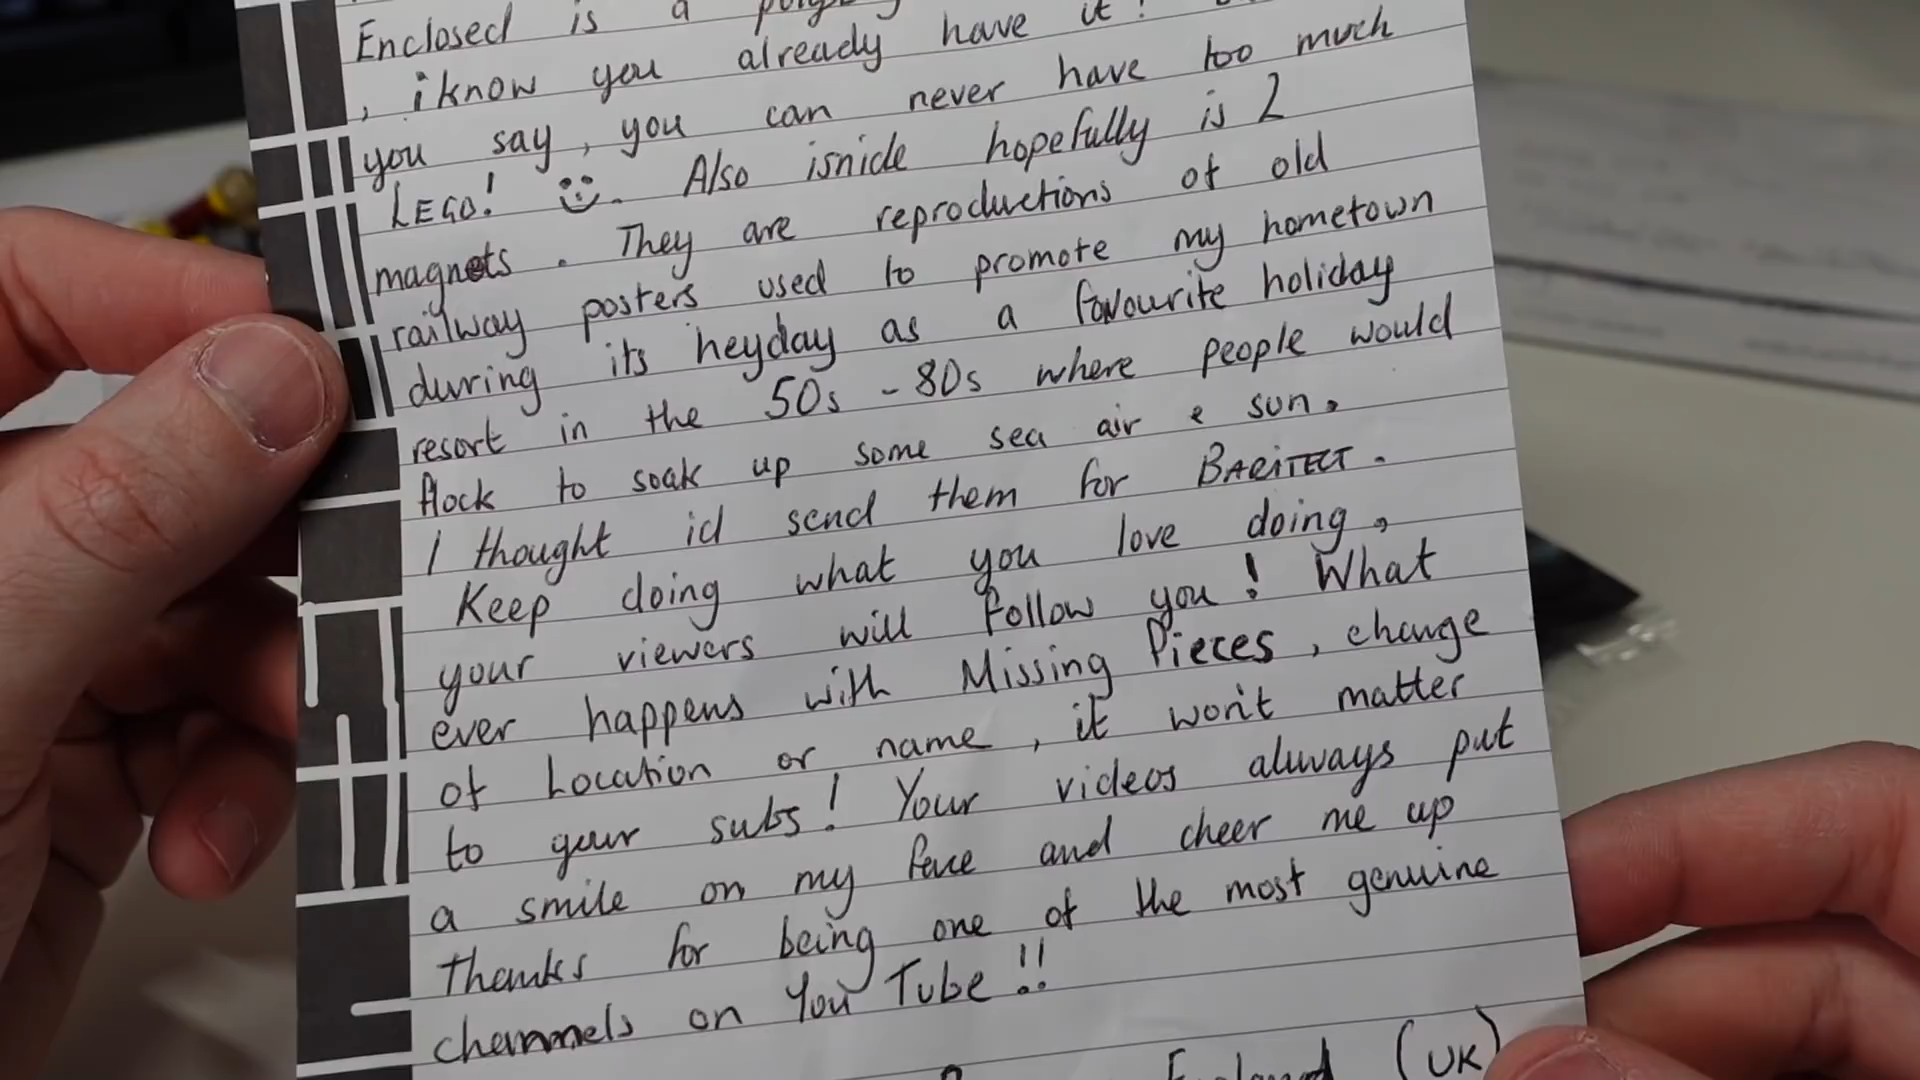 Enclosed is a
, i know you already have it!
you say, you can never have too much
LEGO! Also isnide hopefully is 2
magnets. They are reproductions of old
railway posters used to promote my hometown
during its heyday as a favourite holiday
resort in the 50s - 80s where people would
flock to soak up some sea air & sun.
I thought id send them for BARITECT.
Keep doing what you love doing,
your viewers will follow you! What
ever happens with Missing Pieces, change
of Location or name, it won't matter
to your subs! Your videos always put
a smile on my face and cheer me up
Thanks for being one of the most genuine
channels on YouTube!!
England (UK)